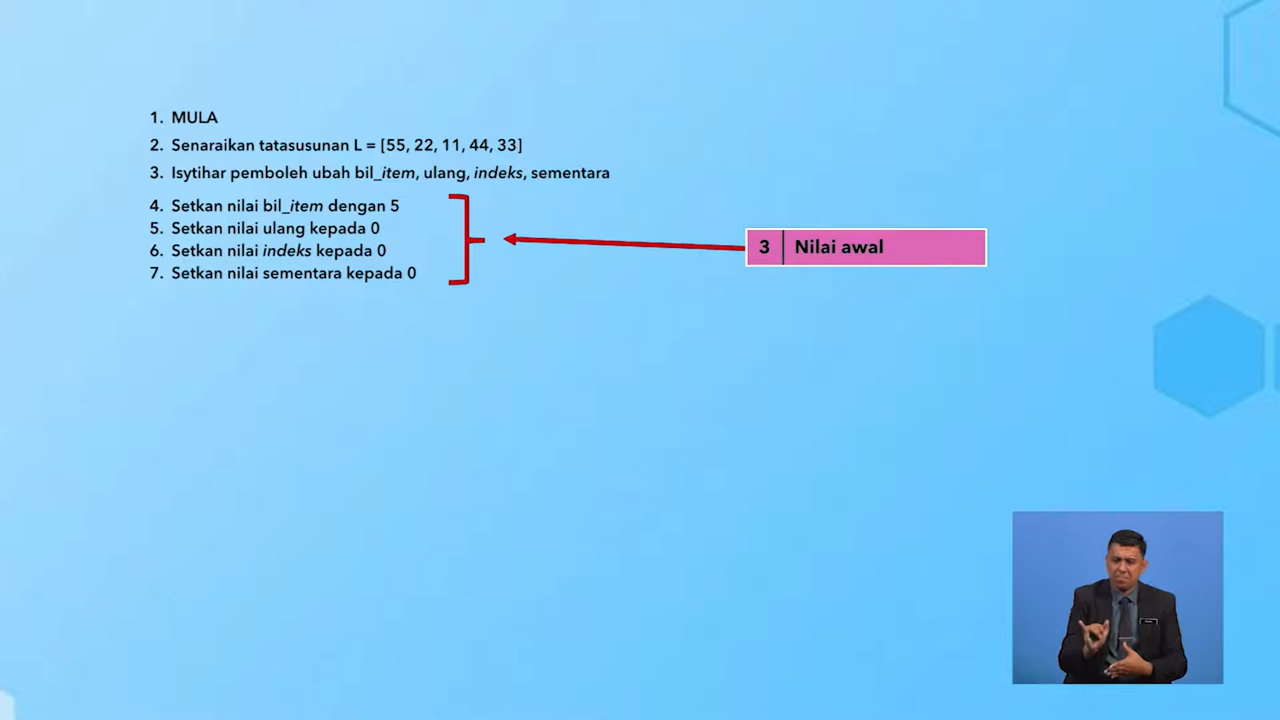 1. MULA
2. Senaraikan tatasusunan L = [55, 22, 11, 44, 33]
3. Isytihar pemboleh ubah bil_item, ulang, indeks, sementara
4. Setkan nilai bil_item dengan 5
5. Setkan nilai ulang kepada 0
6. Setkan nilai indeks kepada 0
7. Setkan nilai sementara kepada 0
3 Nilai awal